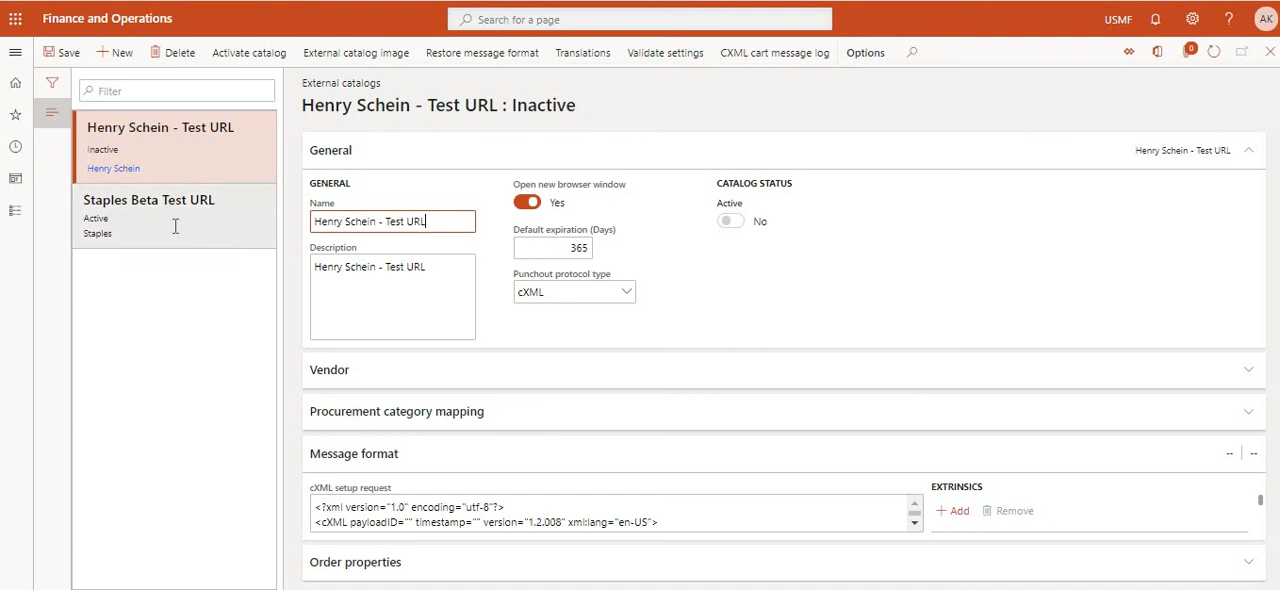 Finance and Operations
Search for a page
USMF
?
AK
Save
New
Delete
Activate catalog
External catalog image
Restore message format
Translations
Validate settings
CXML cart message log
Options
0
Filter
Henry Schein - Test URL
Inactive
Henry Schein
Staples Beta Test URL
Active
Staples
External catalogs
Henry Schein - Test URL : Inactive
General
Henry Schein - Test URL
GENERAL
Name
Henry Schein - Test URL
Description
Henry Schein - Test URL
Open new browser window
Yes
Default expiration (Days)
365
Punchout protocol type
cXML
CATALOG STATUS
Active
No
Vendor
Procurement category mapping
Message format
-- | --
cXML setup request
<?xml version="1.0" encoding="utf-8"?>
<cXML payloadID="" timestamp="" version="1.2.008" xml:lang="en-US">
EXTRINSICS
Add
Remove
Order properties